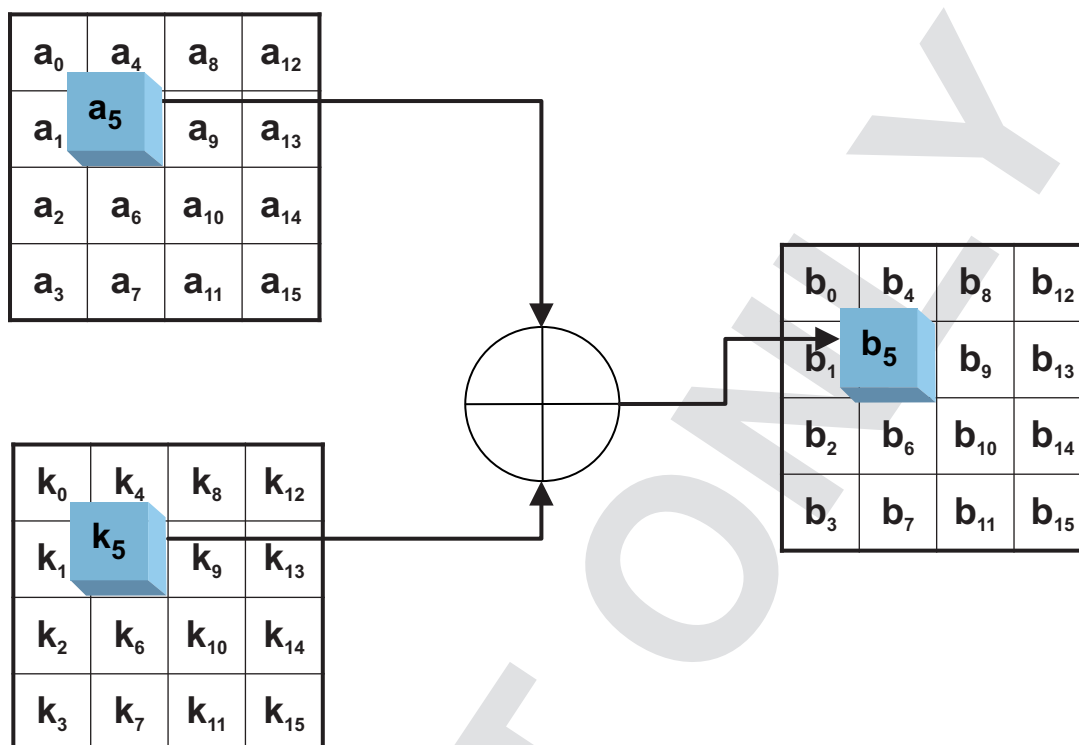 a0 a4 a8 a12
a1 a5 a9 a13
a2 a6 a10 a14
a3 a7 a11 a15
b0 b4 b8 b12
b1 b5 b9 b13
b2 b6 b10 b14
b3 b7 b11 b15
k0 k4 k8 k12
k1 k5 k9 k13
k2 k6 k10 k14
k3 k7 k11 k15
T ONLY